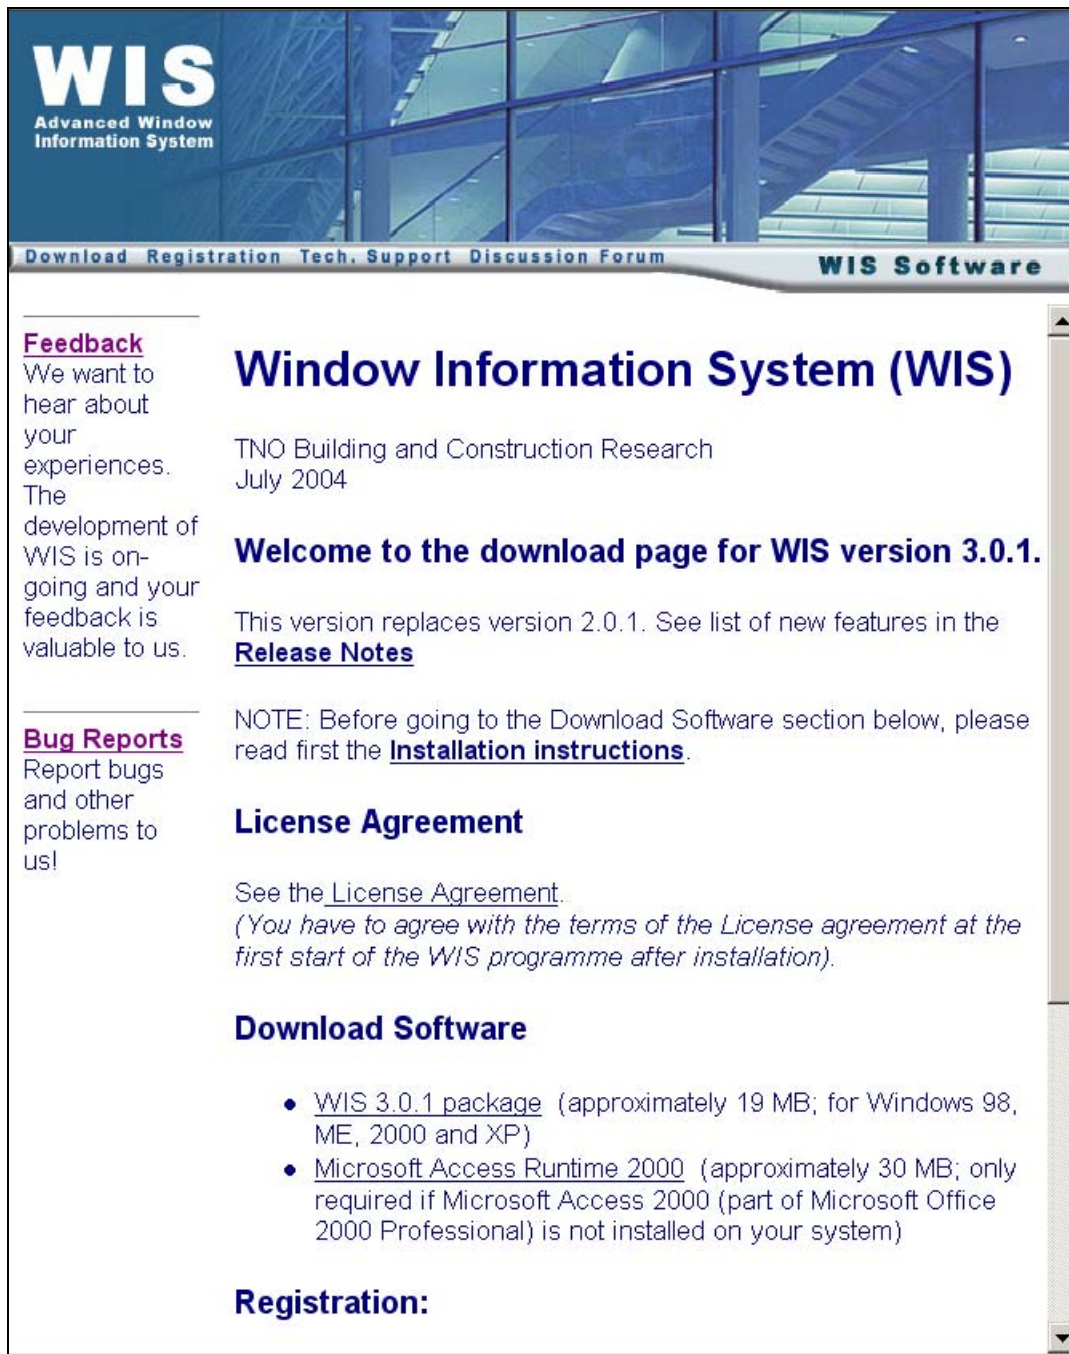 WIS
Advanced Window
Information System
Download Registration Tech. Support Discussion Forum
WIS Software
Feedback
We want to
hear about
your
experiences.
The
development of
WIS is on-
going and your
feedback is
valuable to us.
Bug Reports
Report bugs
and other
problems to
us!
Window Information System (WIS)
TNO Building and Construction Research
July 2004
Welcome to the download page for WIS version 3.0.1.
This version replaces version 2.0.1. See list of new features in the
Release Notes
NOTE: Before going to the Download Software section below, please
read first the Installation instructions.
License Agreement
See the License Agreement.
(You have to agree with the terms of the License agreement at the
first start of the WIS programme after installation).
Download Software
• WIS 3.0.1 package (approximately 19 MB; for Windows 98,
ME, 2000 and XP)
• Microsoft Access Runtime 2000 (approximately 30 MB; only
required if Microsoft Access 2000 (part of Microsoft Office
2000 Professional) is not installed on your system)
Registration: